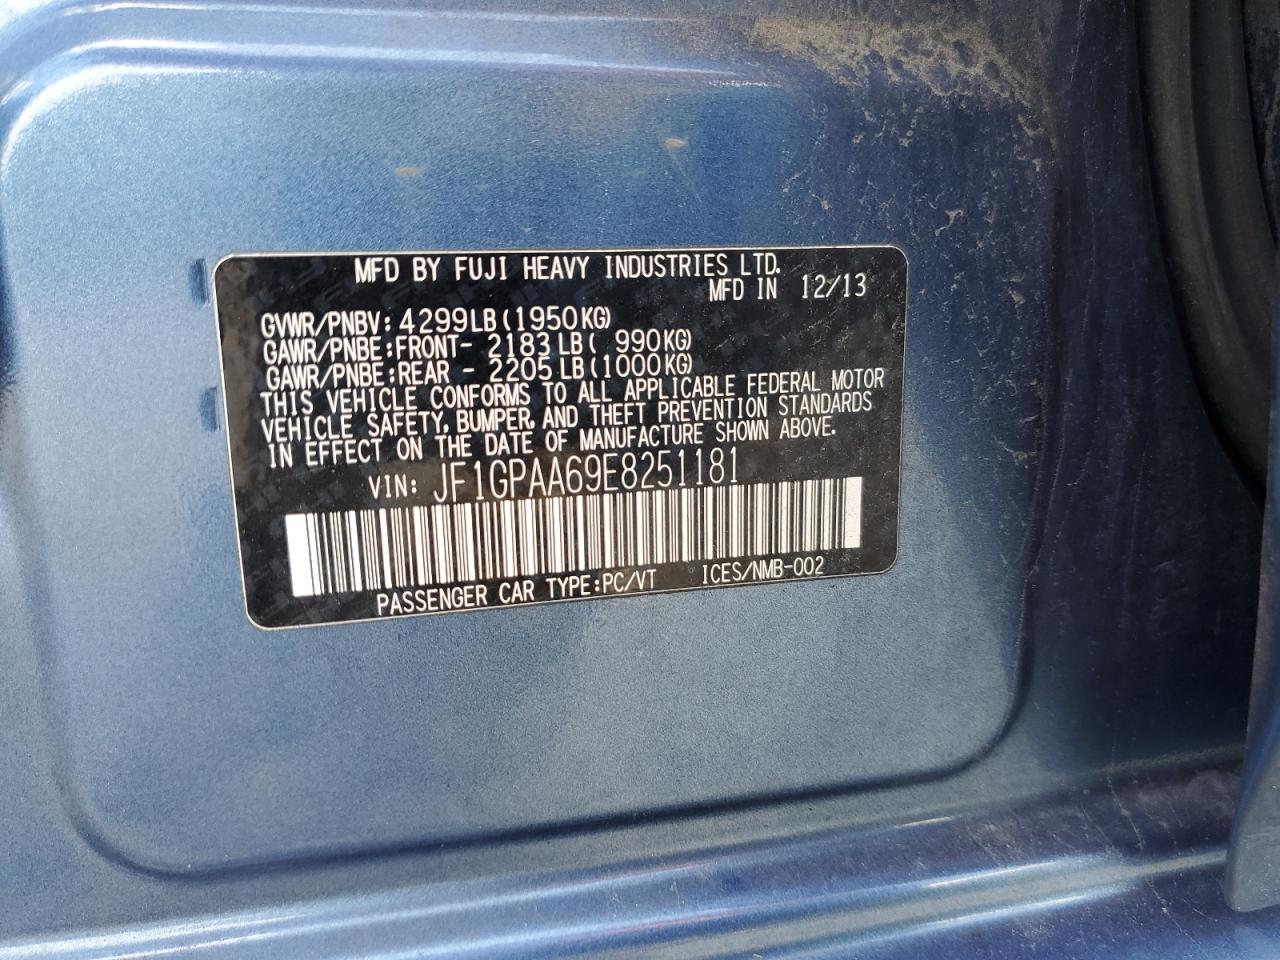 MFD BY FUJI HEAVY INDUSTRIES LTD.
MFD IN 12/13
GVWR/PNBV: 4299LB(1950KG)
GAWR/PNBE:FRONT- 2183LB( 990KG)
GAWR/PNBE:REAR - 2205LB(1000KG)
THIS VEHICLE CONFORMS TO ALL APPLICABLE FEDERAL MOTOR
VEHICLE SAFETY, BUMPER, AND THEFT PREVENTION STANDARDS
IN EFFECT ON THE DATE OF MANUFACTURE SHOWN ABOVE.
VIN: JF1GPAA69E8251181
PASSENGER CAR TYPE:PC/VT ICES/NMB-002